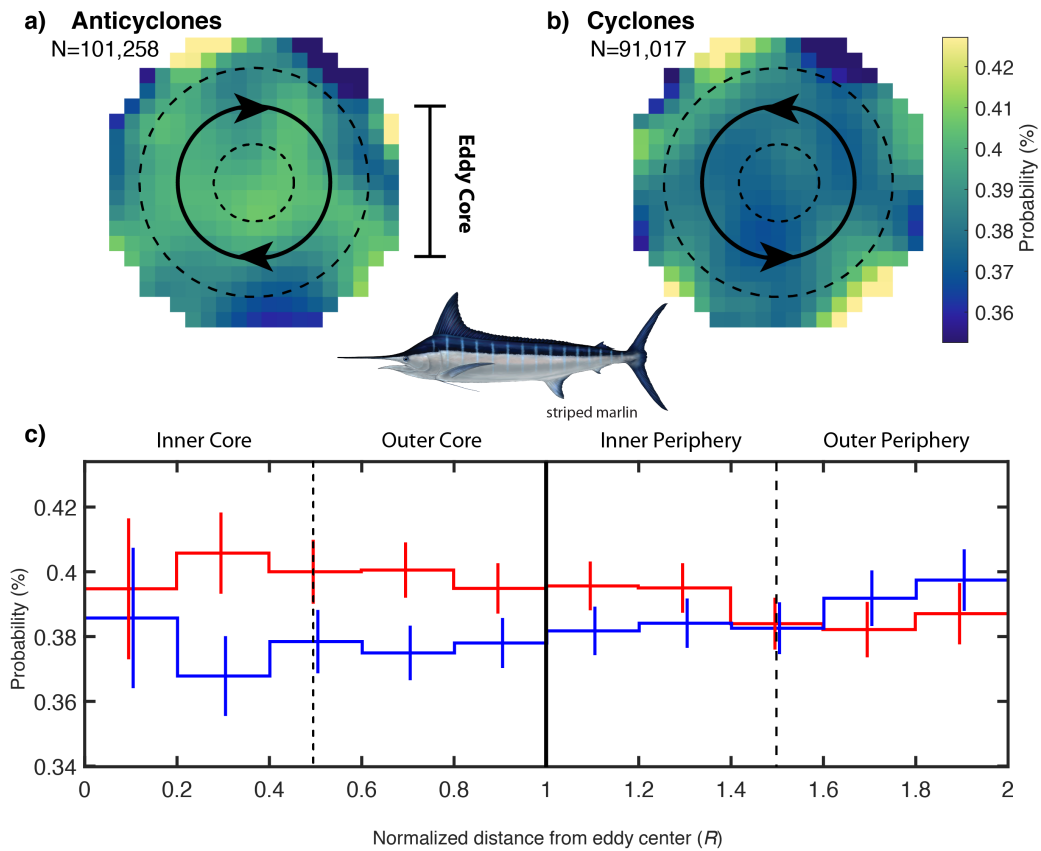 a) Anticyclones
N=101,258
b) Cyclones
N=91,017
Eddy Core
0.42
0.41
0.4
0.39
0.38
0.37
0.36
Probability (%)
striped marlin
c)
Inner Core
Outer Core
Inner Periphery
Outer Periphery
0.42
0.4
0.38
0.36
0.34
Probability (%)
0 0.2 0.4 0.6 0.8 1 1.2 1.4 1.6 1.8 2
Normalized distance from eddy center (R)